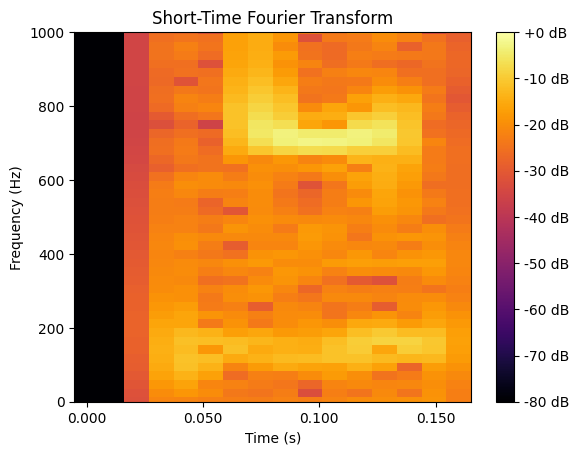 Short-Time Fourier Transform
1000
800
600
400
200
0
Frequency (Hz)
0.000
0.050
0.100
0.150
Time (s)
+0 dB
-10 dB
-20 dB
-30 dB
-40 dB
-50 dB
-60 dB
-70 dB
-80 dB